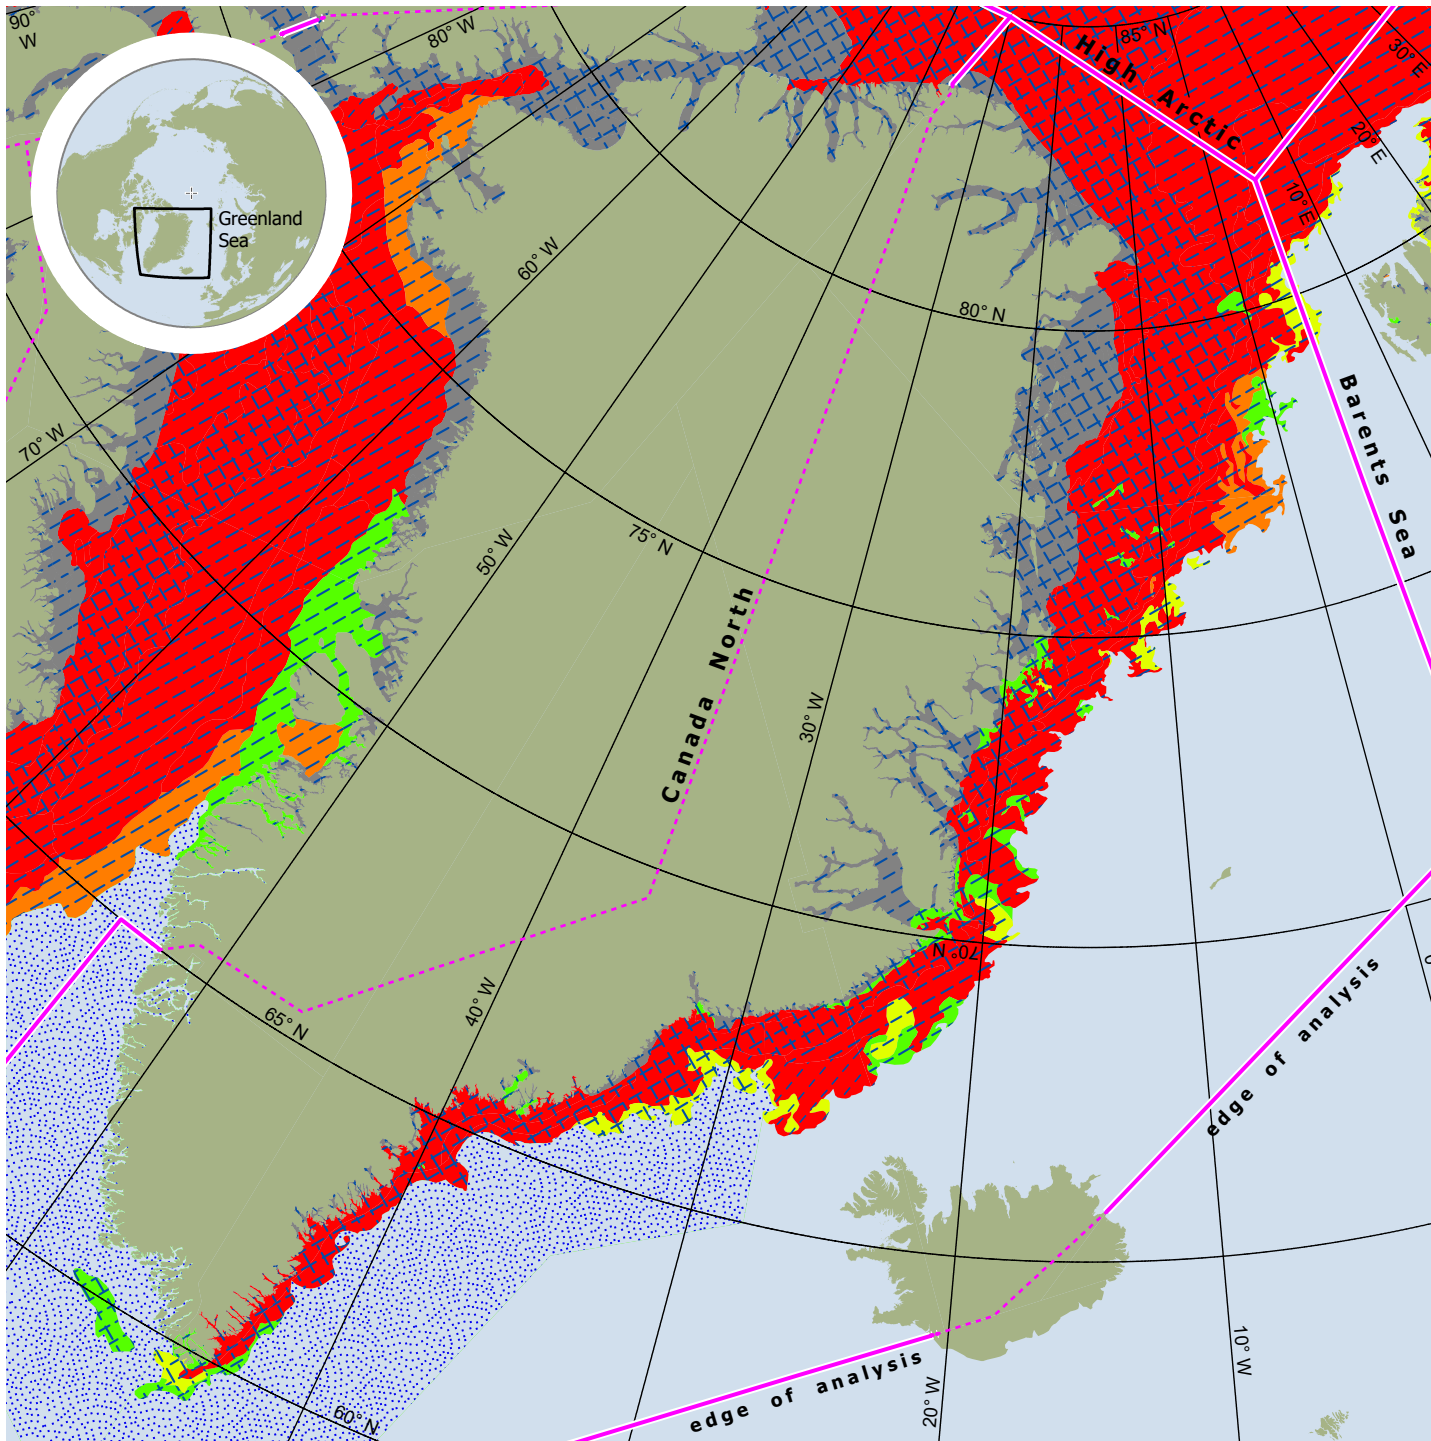 90°
W
80° W
85° N
30°E
High Arctic
20° E
10°E
Greenland
Sea
60° W
80° N
70° W
Barents Sea
50° W
75° N
Canada North
30° W
70° N
40° W
65° N
0°
edge of analysis
10° W
edge of analysis
20° W
60° N